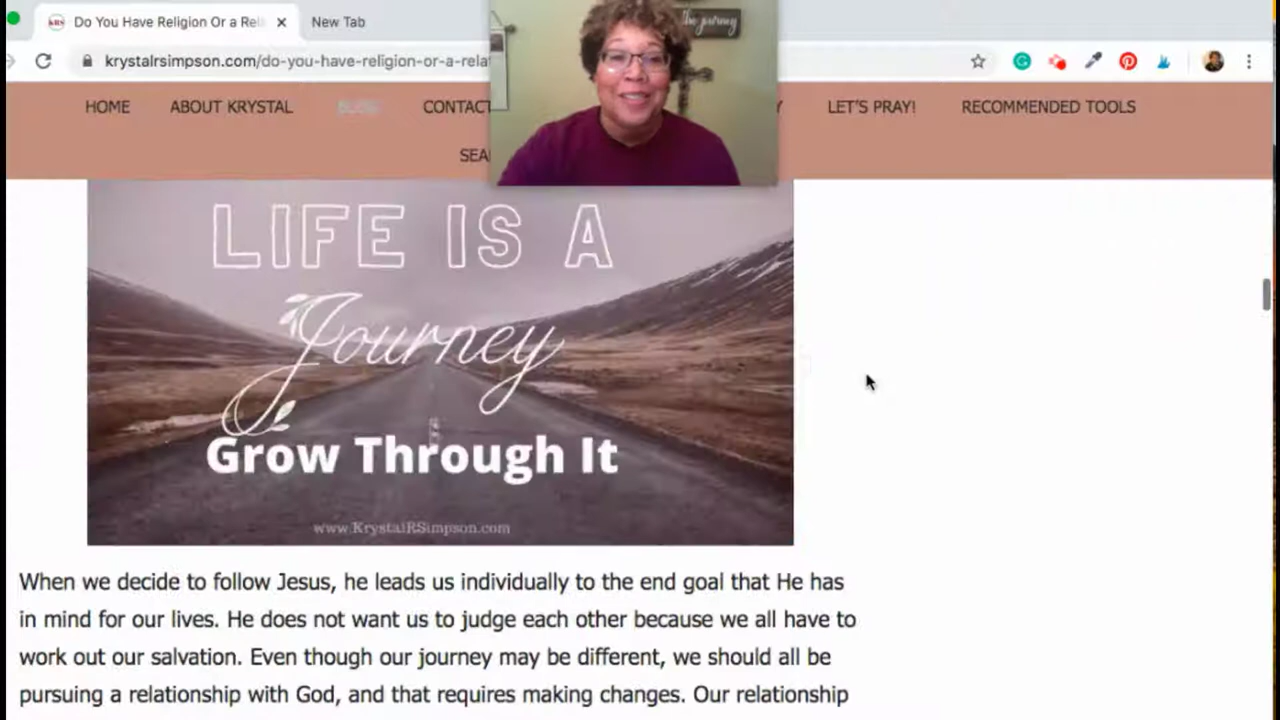 Do You Have Religion Or a Rel
New Tab
krystalrsimpson.com/do-you-have-religion-or-a-rela
the journey
HOME
ABOUT KRYSTAL
BLOG
CONTACT
LET'S PRAY!
RECOMMENDED TOOLS
LIFE IS A
Journey
Grow Through It
www.KrystalRSimpson.com
When we decide to follow Jesus, he leads us individually to the end goal that He has
in mind for our lives. He does not want us to judge each other because we all have to
work out our salvation. Even though our journey may be different, we should all be
pursuing a relationship with God, and that requires making changes. Our relationship